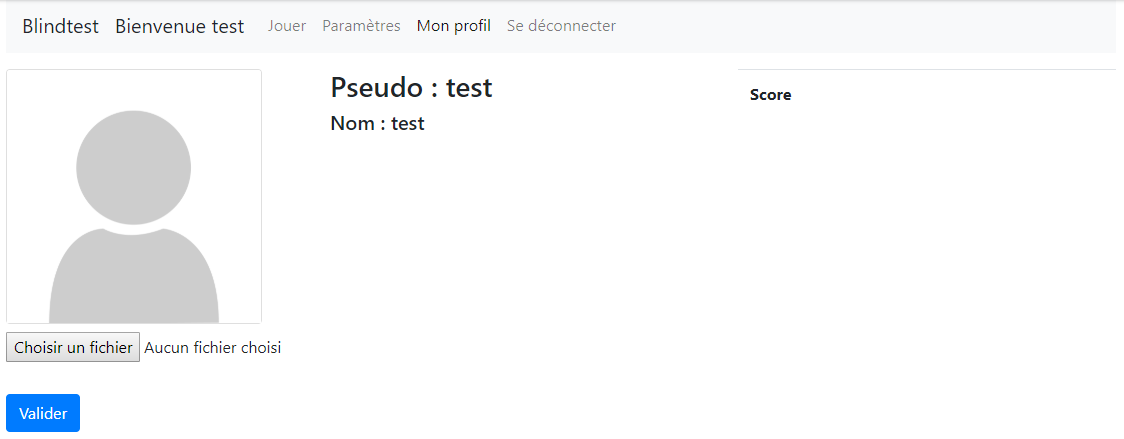 Blindtest Bienvenue test Jouer Paramètres Mon profil Se déconnecter
Pseudo : test
Nom : test
Score
Choisir un fichier Aucun fichier choisi
Valider